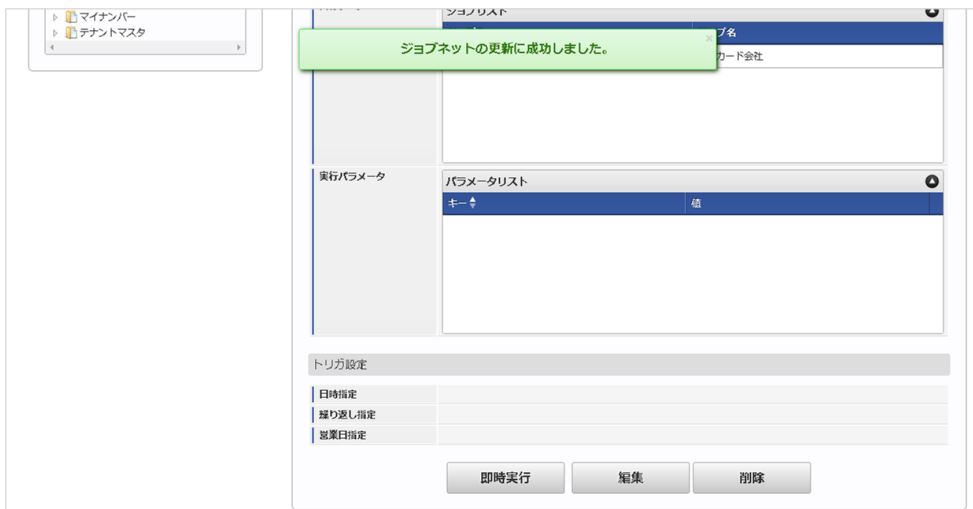 マイナンバー
テナントマスタ
ジョブリスト
ジョブネットの更新に成功しました。
×
ブ名
カード会社
実行パラメータ
パラメータリスト
キー
値
トリガ設定
日時指定
繰り返し指定
営業日指定
即時実行
編集
削除